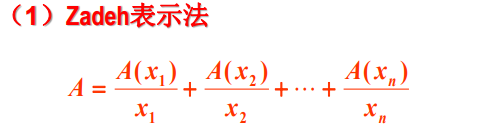 （1）Zadeh表示法
A = A(x₁)/x₁ + A(x₂)/x₂ + ⋯ + A(xₙ)/xₙ